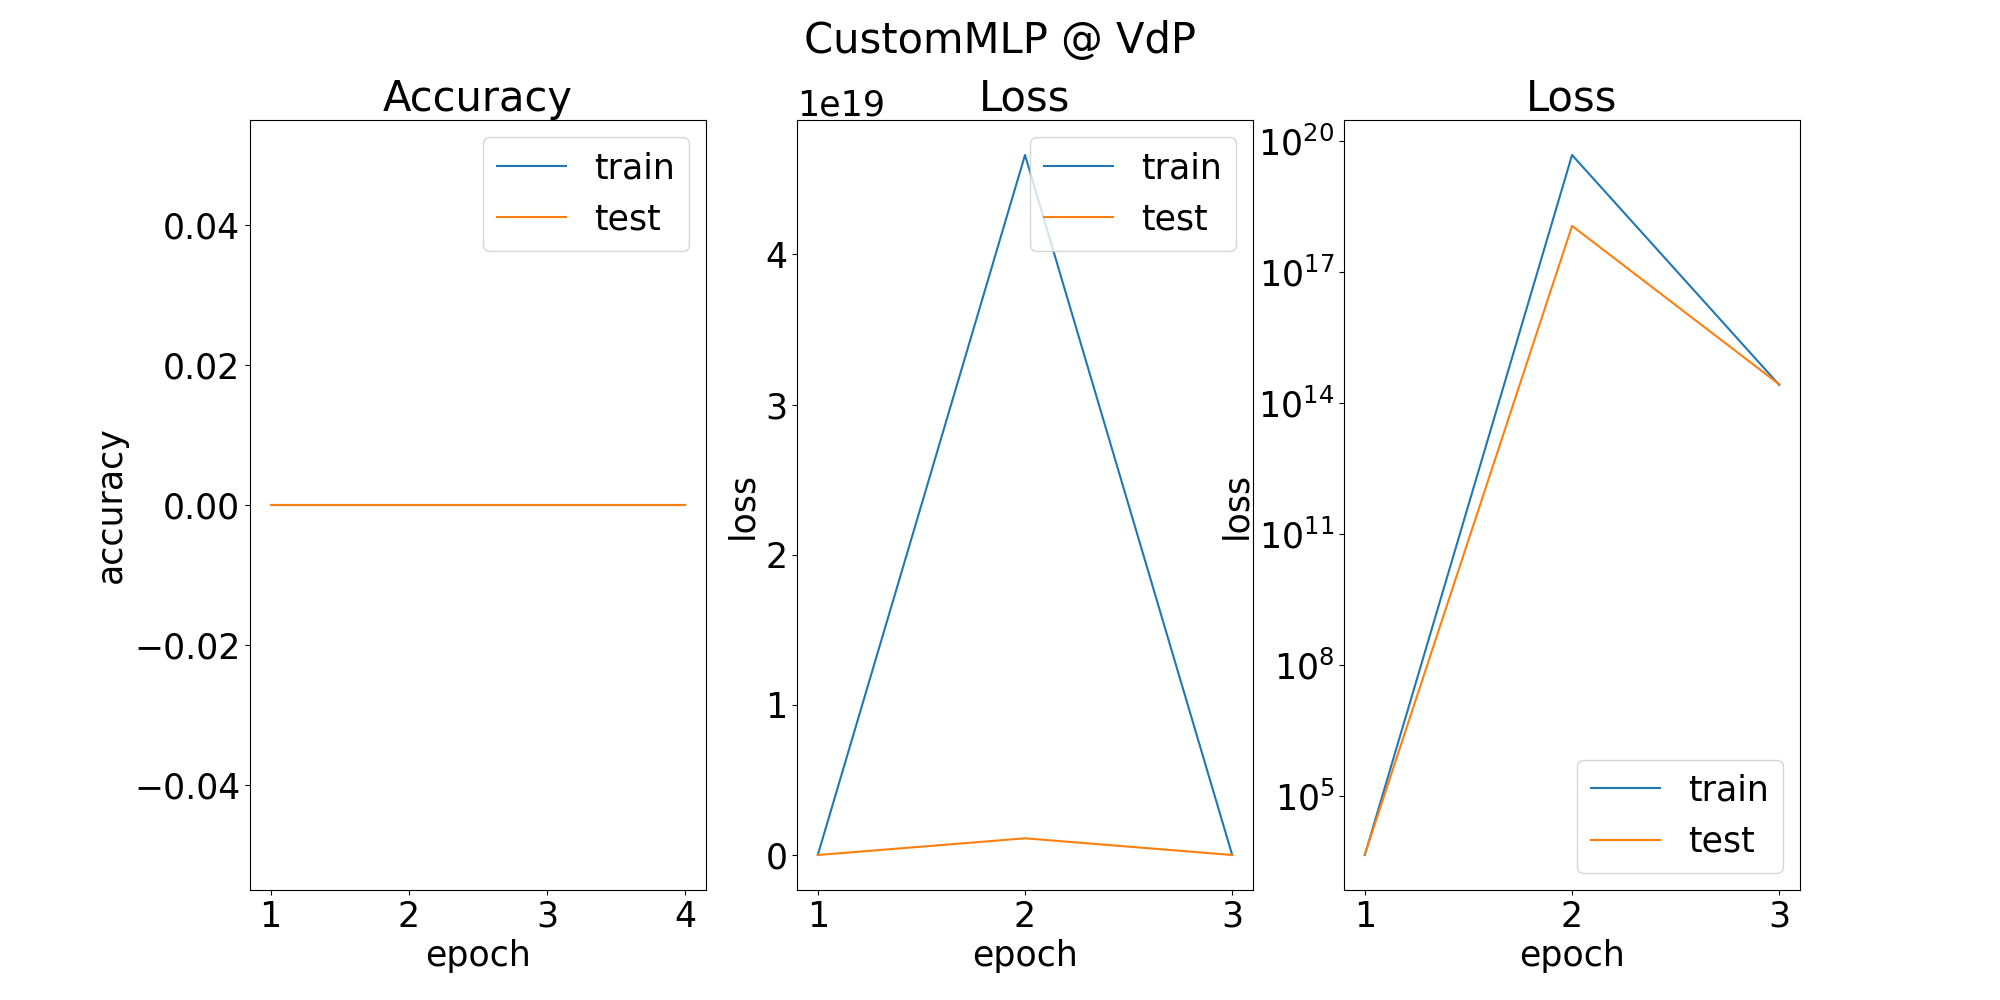 CustomMLP @ VdP
Accuracy
train
test
0.04
0.02
0.00
−0.02
−0.04
accuracy
1
2
3
4
epoch
Loss
1e19
train
test
4
3
2
1
0
loss
1
2
3
epoch
Loss
10^20
10^17
10^14
10^11
10^8
10^5
loss
train
test
1
2
3
epoch